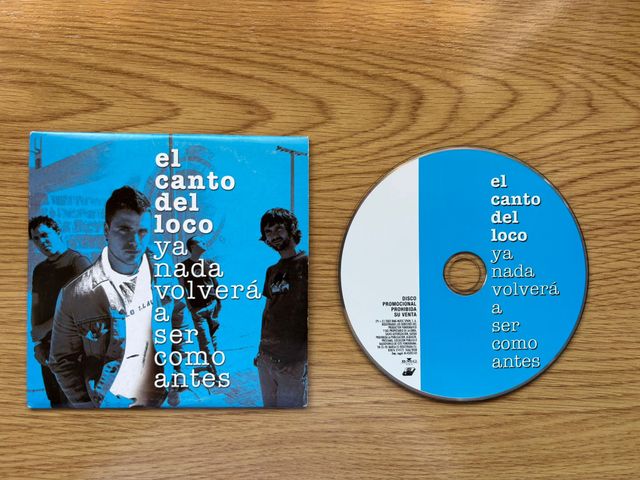 el
canto
del
loco
ya
nada
volverá
a
ser
como
antes
el
canto
del
loco
ya
nada
volverá
a
ser
como
antes
DISCO
PROMOCIONAL
PROHIBIDA
SU VENTA